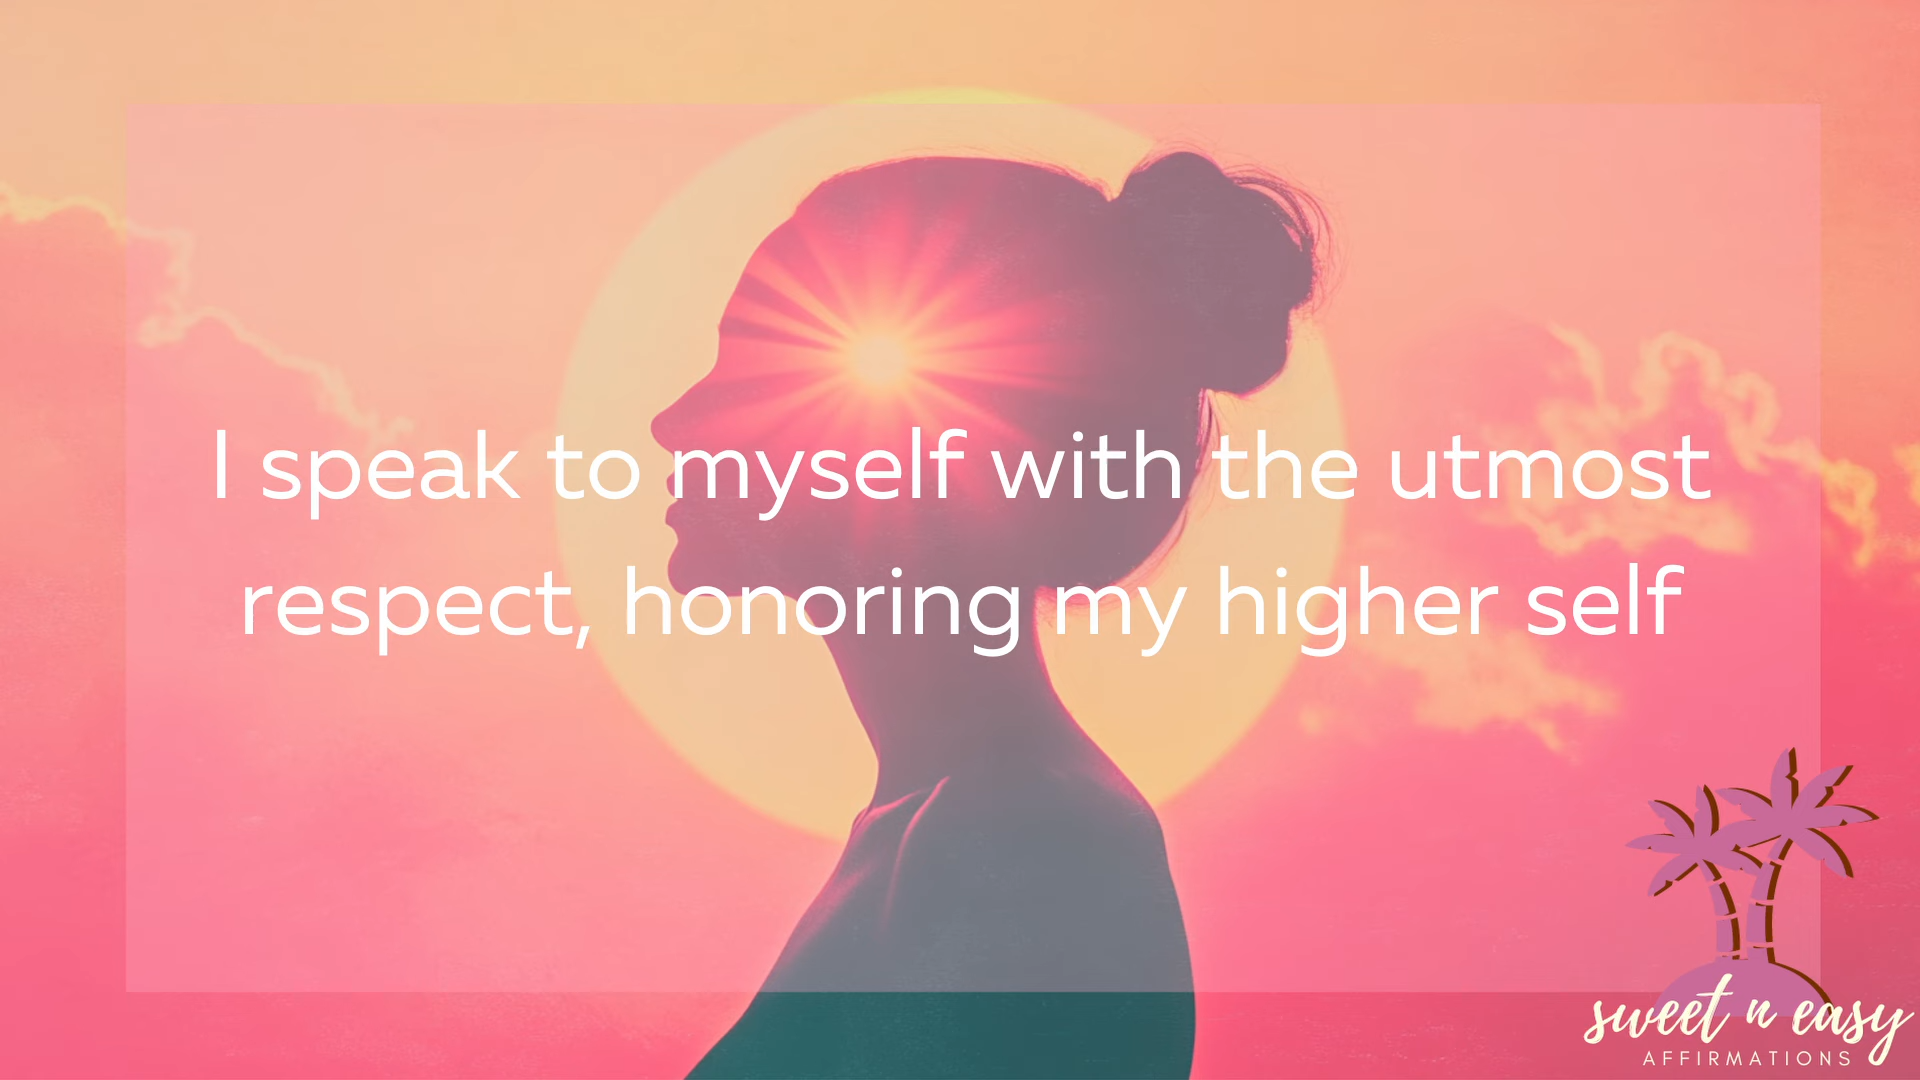 I speak to myself with the utmost
respect, honoring my higher self
sweet n easy
AFFIRMATIONS